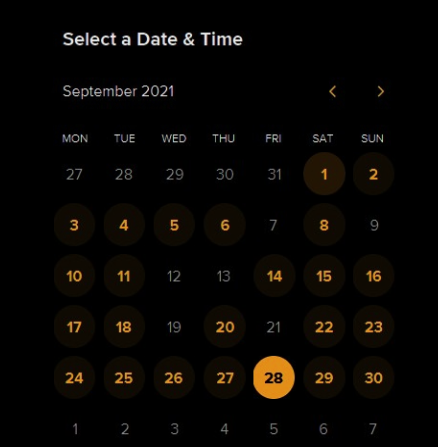 Select a Date & Time
September 2021
MON TUE WED THU FRI SAT SUN
27 28 29 30 31 1 2
3 4 5 6 7 8 9
10 11 12 13 14 15 16
17 18 19 20 21 22 23
24 25 26 27 28 29 30
1 2 3 4 5 6 7